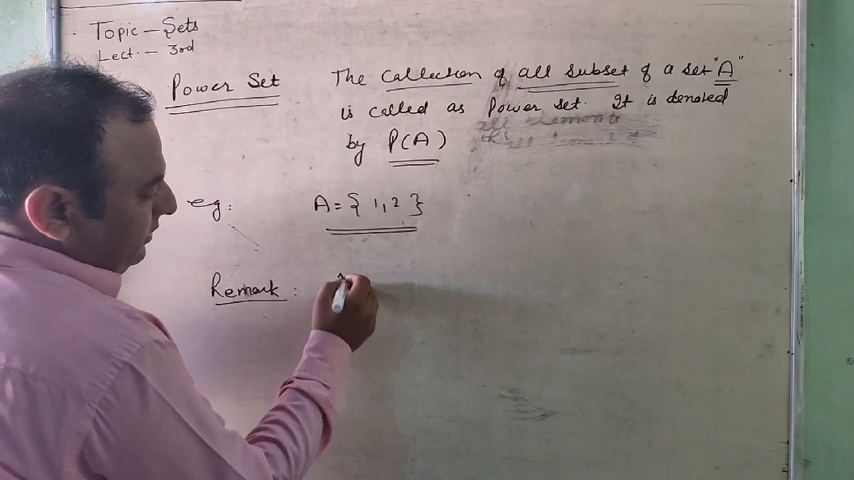 Topic – Sets
Lect. – 3rd
Power Set
The Collection of all subset of a set "A"
is called as Power set. It is denoted
by P(A)
eg: A = { 1, 2 }
Remark :